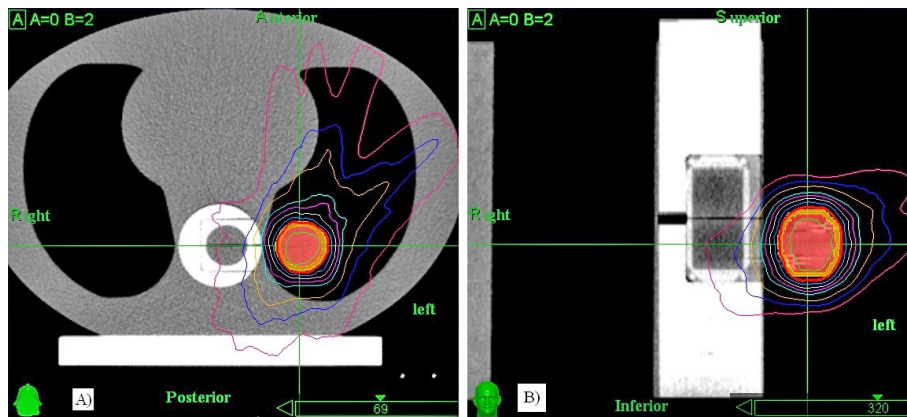 A A=0 B=2
Anterior
Right
left
Posterior
69
A)
A A=0 B=2
Superior
Right
left
Inferior
320
B)